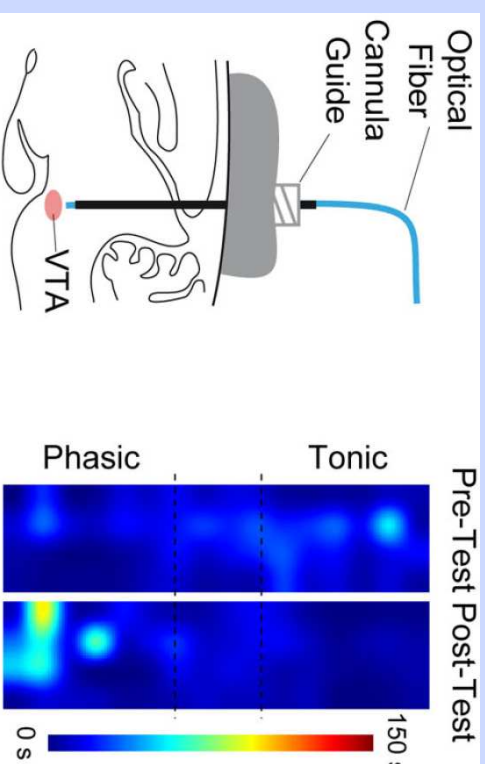 Optical
Fiber
Cannula
Guide
VTA
Pre-Test Post-Test
Tonic
Phasic
150 s
0 s